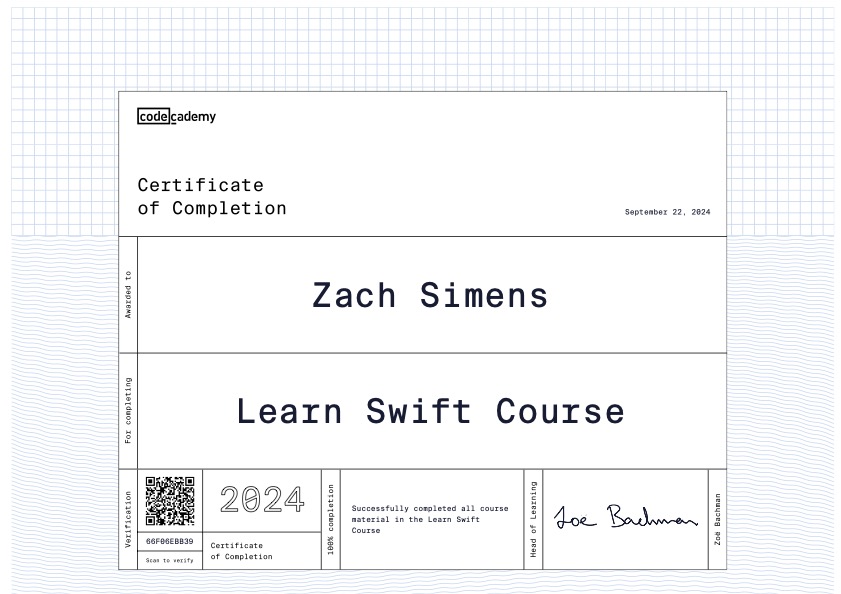 codecademy
Certificate
of Completion
September 22, 2024
Awarded to
Zach Simens
For completing
Learn Swift Course
Verification
66F06EBB39
Scan to verify
2024
Certificate
of Completion
100% completion
Successfully completed all course
material in the Learn Swift
Course
Head of Learning
Zoe Bachman
Zoë Bachman